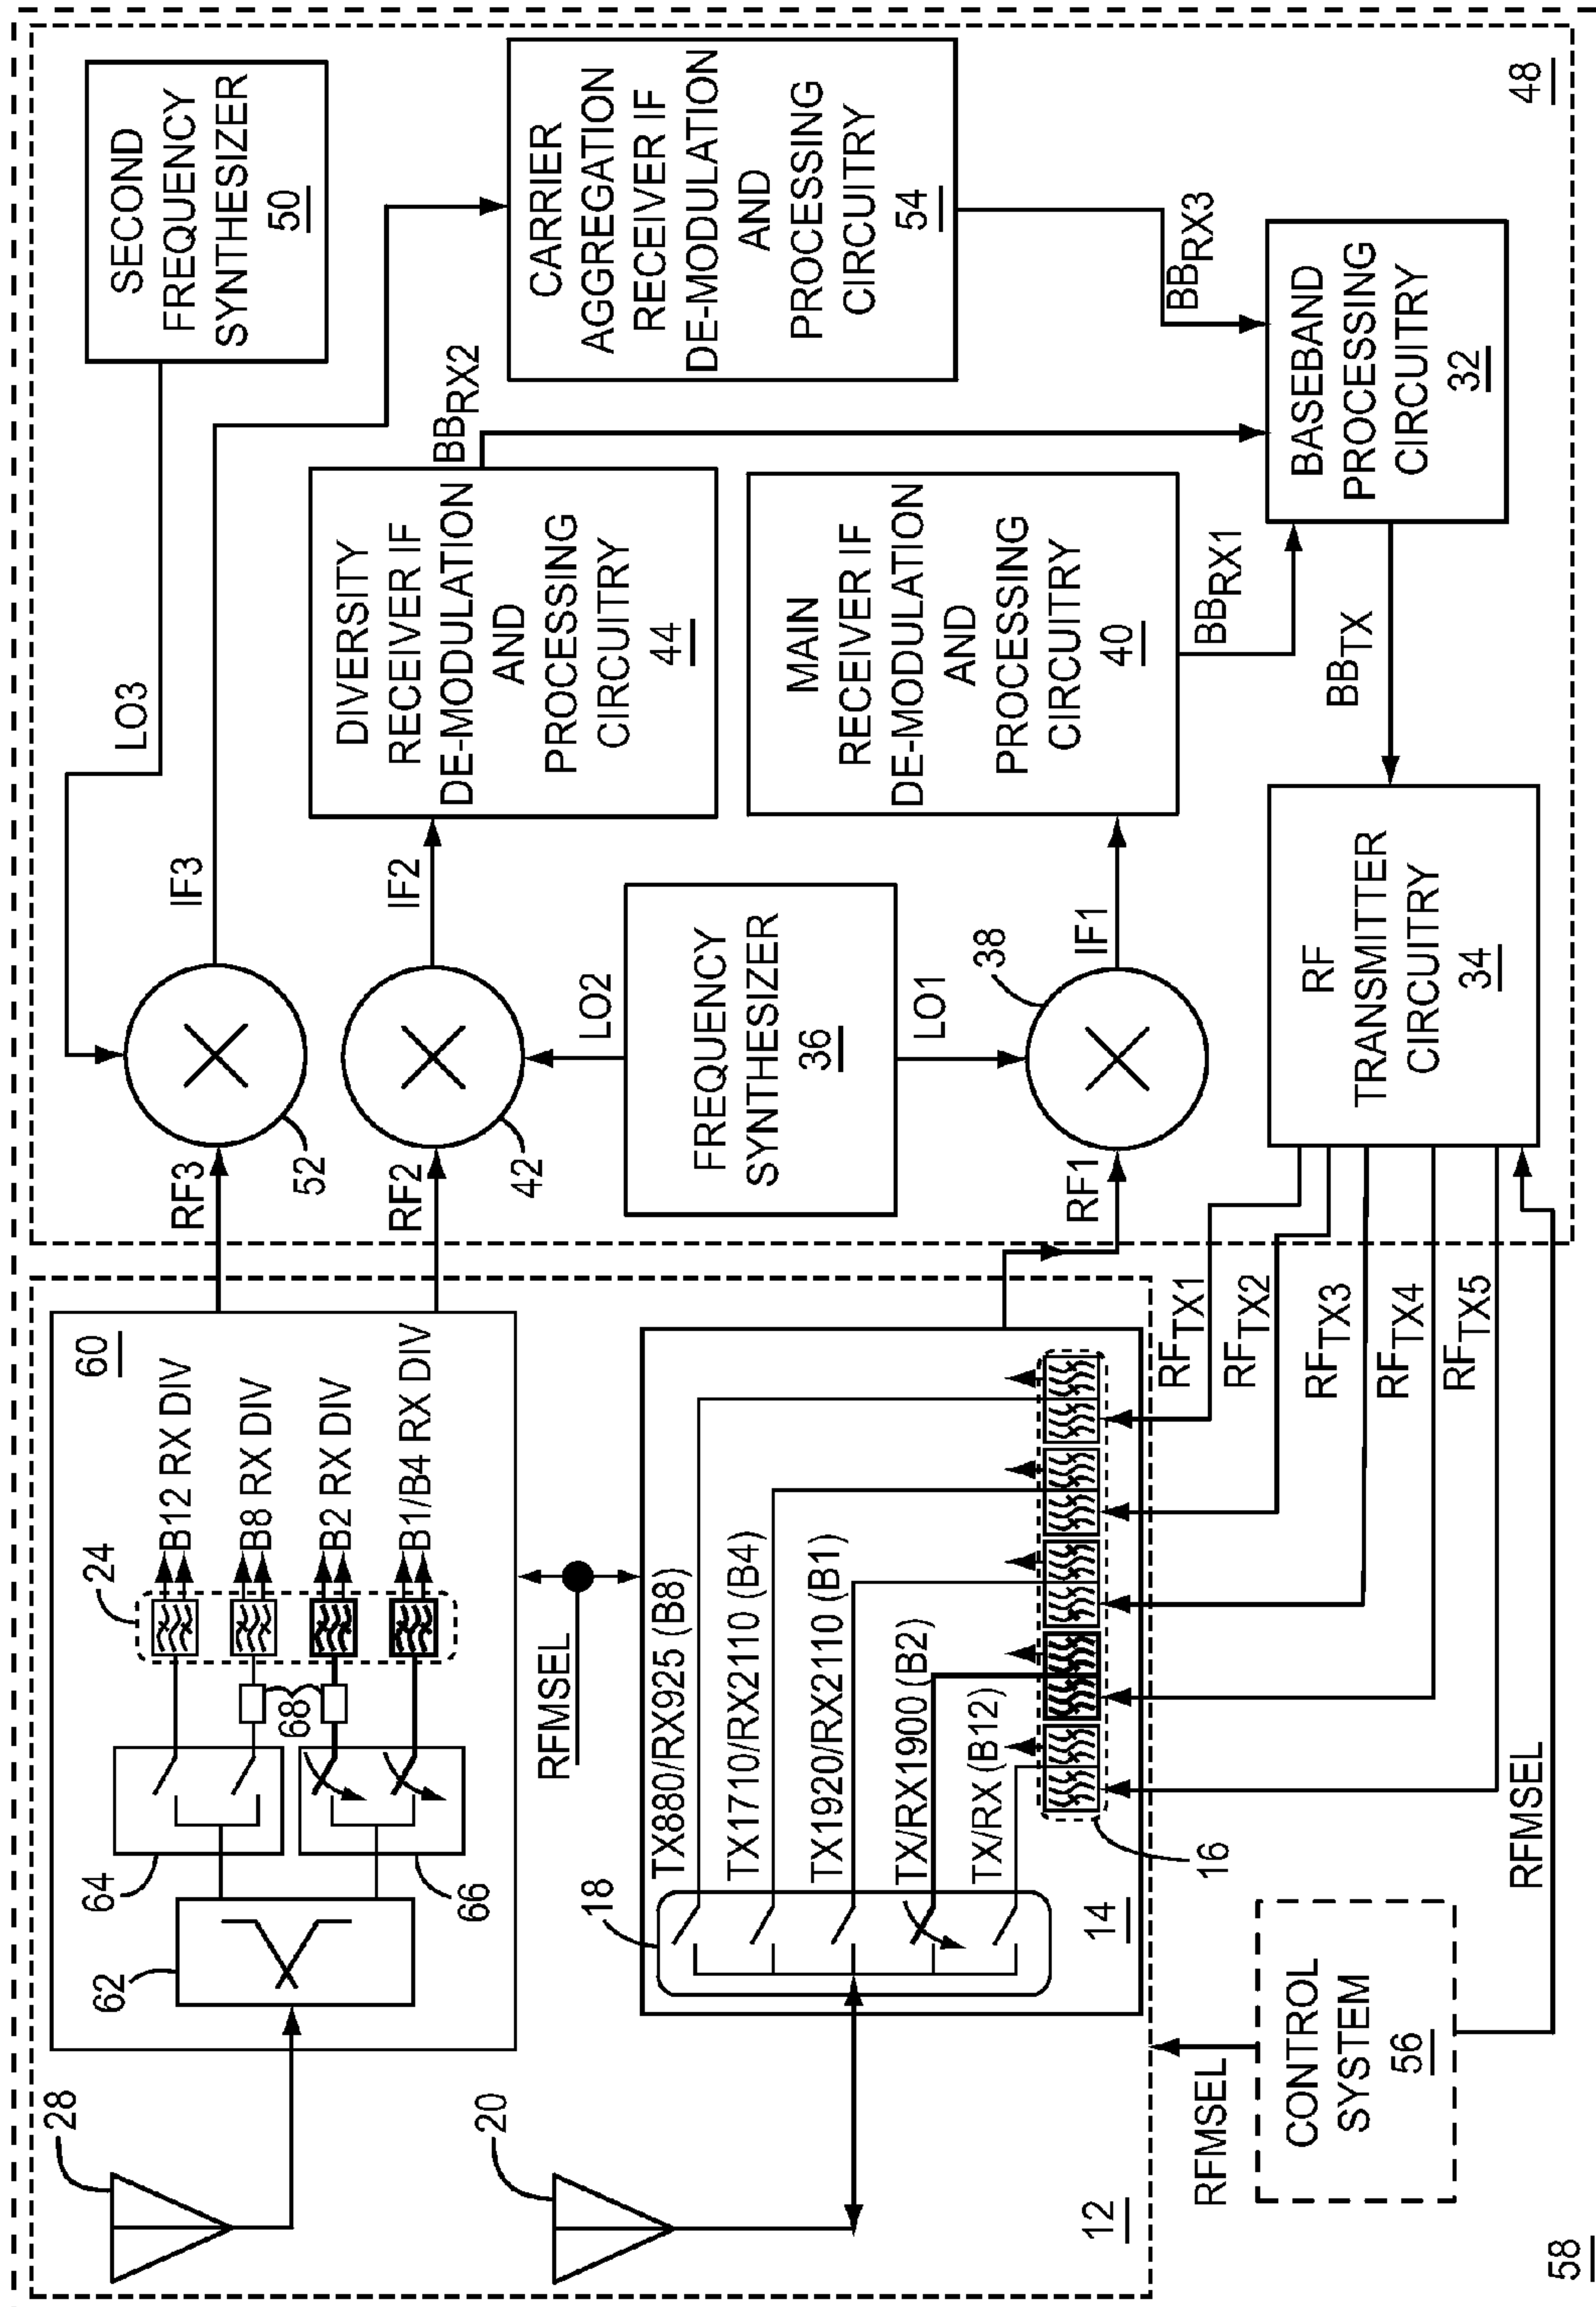 28
62
64
66
68
24
60
B12 RX DIV
B8 RX DIV
B2 RX DIV
B1/B4 RX DIV
RF3
52
RF2
42
LO3
IF3
IF2
SECOND
FREQUENCY
SYNTHESIZER
50
DIVERSITY
RECEIVER IF
DE-MODULATION
AND
PROCESSING
CIRCUITRY
44
BBRX2
CARRIER
AGGREGATION
RECEIVER IF
DE-MODULATION
AND
PROCESSING
CIRCUITRY
54
BBRX3
LO2
FREQUENCY
SYNTHESIZER
36
LO1
38
RF1
IF1
MAIN
RECEIVER IF
DE-MODULATION
AND
PROCESSING
CIRCUITRY
40
BBRX1
BASEBAND
PROCESSING
CIRCUITRY
32
BBTX
RF
TRANSMITTER
CIRCUITRY
34
48
20
RFMSEL
18
TX880/RX925 (B8)
TX1710/RX2110 (B4)
TX1920/RX2110 (B1)
TX/RX1900 (B2)
TX/RX (B12)
14
16
12
RFTX1
RFTX2
RFTX3
RFTX4
RFTX5
RFMSEL
CONTROL
SYSTEM
56
RFMSEL
58